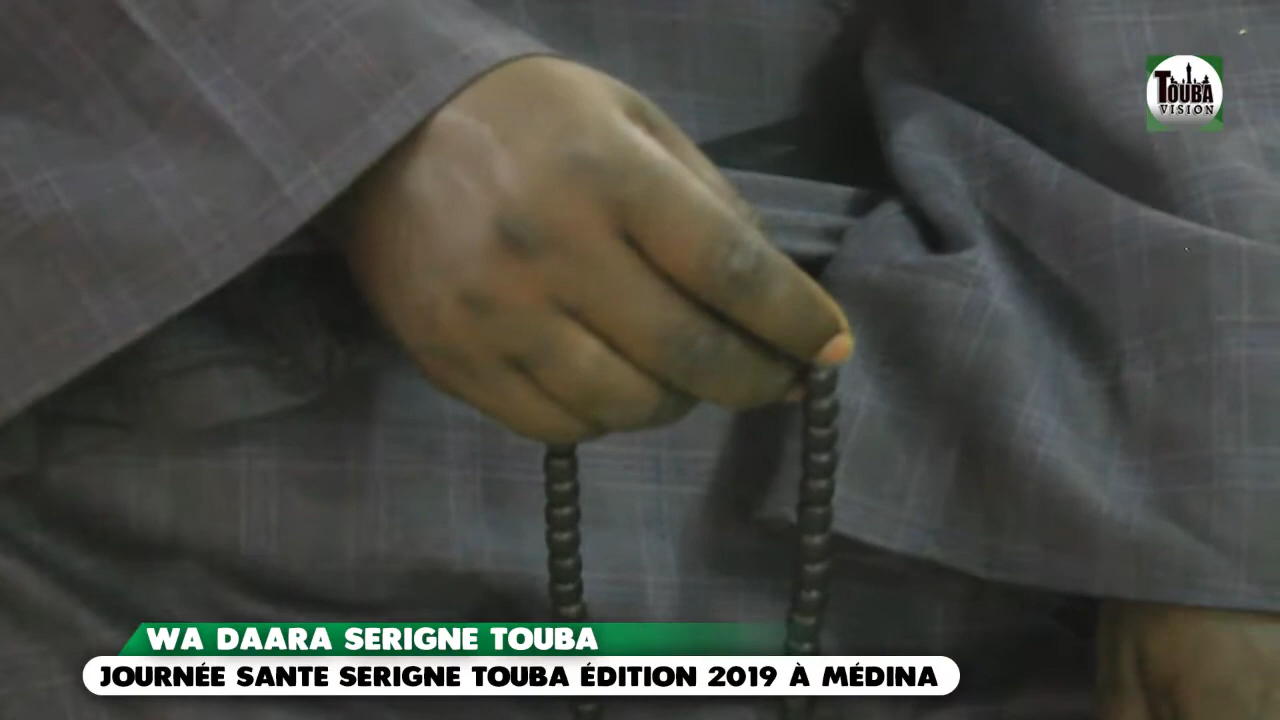 TOUBA
VISION
WA DAARA SERIGNE TOUBA
JOURNÉE SANTE SERIGNE TOUBA ÉDITION 2019 À MÉDINA